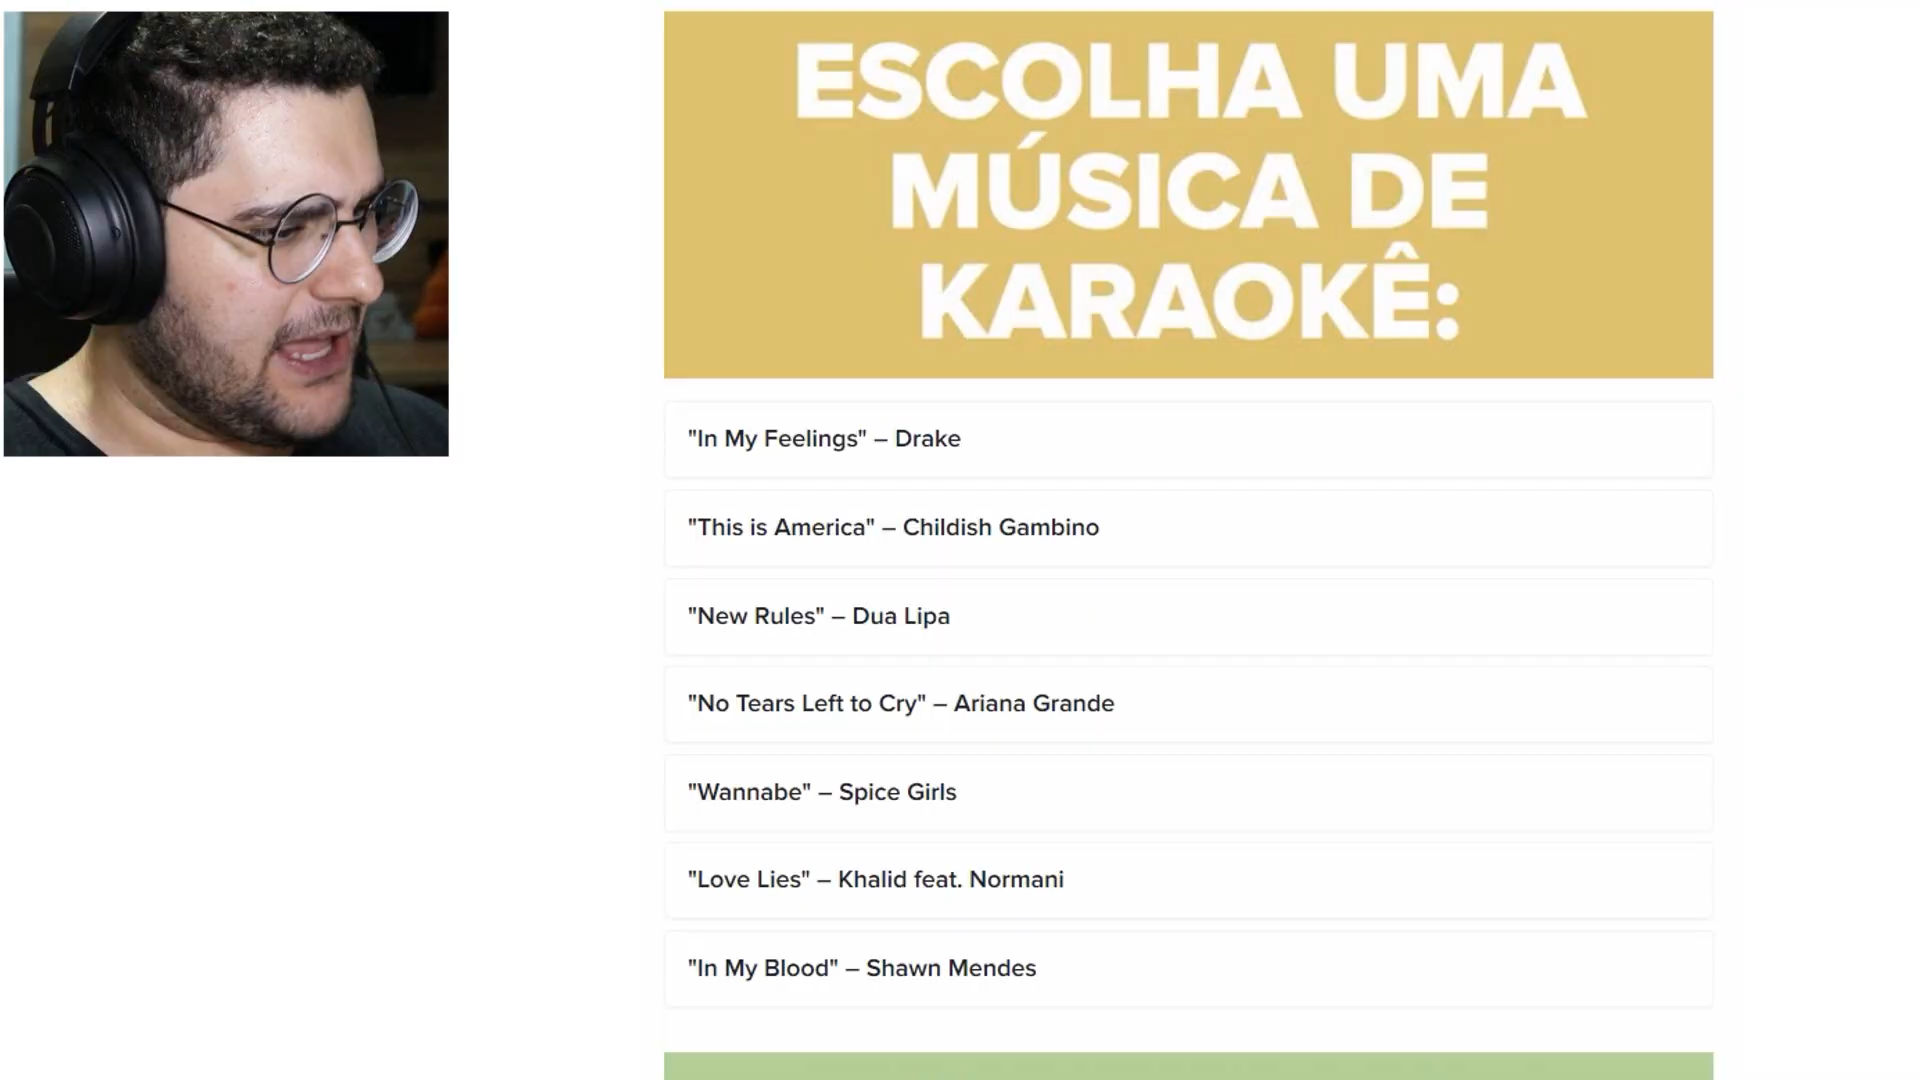 ESCOLHA UMA
MÚSICA DE
KARAOKÊ:
"In My Feelings" – Drake
"This is America" – Childish Gambino
"New Rules" – Dua Lipa
"No Tears Left to Cry" – Ariana Grande
"Wannabe" – Spice Girls
"Love Lies" – Khalid feat. Normani
"In My Blood" – Shawn Mendes